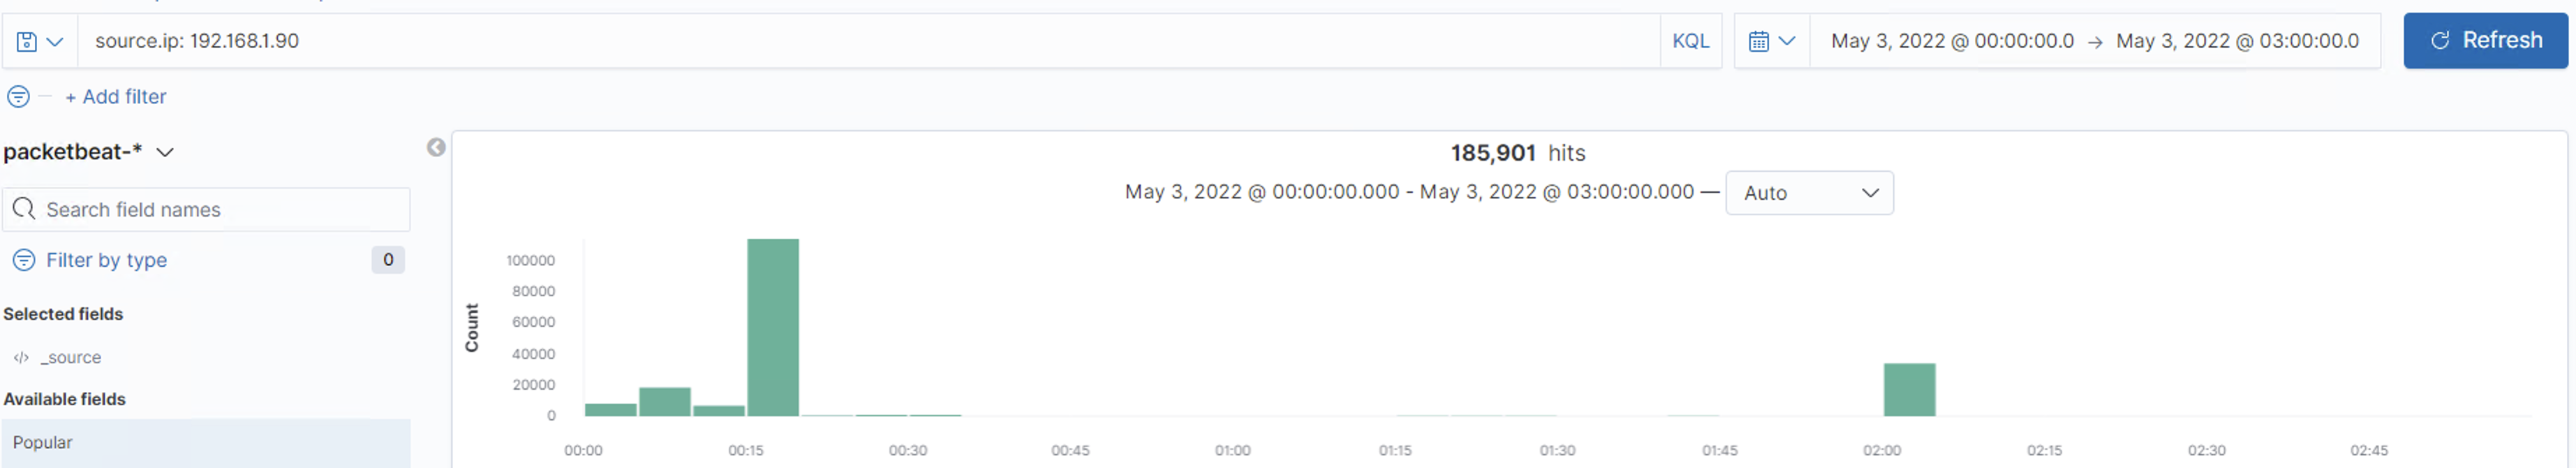 source.ip: 192.168.1.90
KQL
May 3, 2022 @ 00:00:00.0 → May 3, 2022 @ 03:00:00.0
Refresh
+ Add filter
packetbeat-*
185,901 hits
May 3, 2022 @ 00:00:00.000 - May 3, 2022 @ 03:00:00.000 — Auto
Search field names
Filter by type 0
Selected fields
</> _source
Available fields
Popular
Count
100000
80000
60000
40000
20000
0
00:00 00:15 00:30 00:45 01:00 01:15 01:30 01:45 02:00 02:15 02:30 02:45